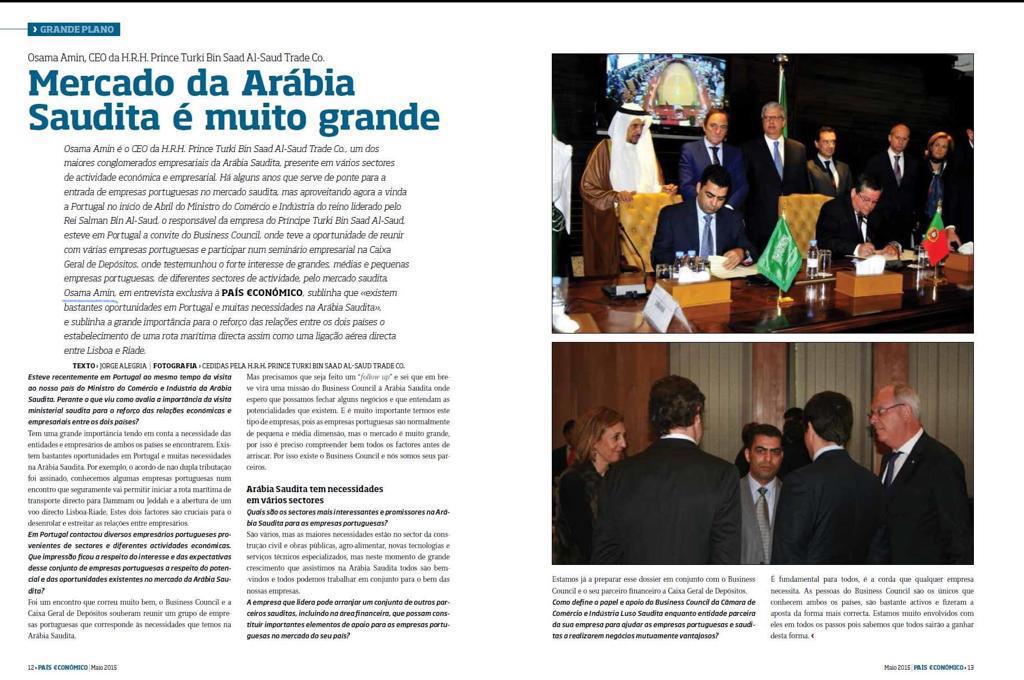 › GRANDE PLANO
Osama Amin, CEO da H.R.H. Prince Turki Bin Saad Al-Saud Trade Co.
Mercado da Arábia
Saudita é muito grande
Osama Amin é o CEO da H.R.H. Prince Turki Bin Saad Al-Saud Trade Co., um dos
maiores conglomerados empresariais da Arábia Saudita, presente em vários sectores
de actividade económica e empresarial. Há alguns anos que serve de ponte para a
entrada de empresas portuguesas no mercado saudita, mas aproveitando agora a vinda
a Portugal no início de Abril do Ministro do Comércio e Indústria do reino liderado pelo
Rei Salman Bin Al-Saud, o responsável da empresa do Príncipe Turki Bin Saad Al-Saud,
esteve em Portugal a convite do Business Council, onde teve a oportunidade de reunir
com várias empresas portuguesas e participar num seminário empresarial na Caixa
Geral de Depósitos, onde testemunhou o forte interesse de grandes, médias e pequenas
empresas portuguesas, de diferentes sectores de actividade, pelo mercado saudita.
Osama Amin, em entrevista exclusiva à PAÍS €CONÓMICO, sublinha que «existem
bastantes oportunidades em Portugal e muitas necessidades na Arábia Saudita»,
e sublinha a grande importância para o reforço das relações entre os dois países o
estabelecimento de uma rota marítima directa assim como uma ligação aérea directa
entre Lisboa e Riade.
TEXTO › JORGE ALEGRIA | FOTOGRAFIA › CEDIDAS PELA H.R.H. PRINCE TURKI BIN SAAD AL-SAUD TRADE CO.
Esteve recentemente em Portugal ao mesmo tempo da visita
ao nosso país do Ministro do Comércio e Indústria da Arábia
Saudita. Perante o que viu como avalia a importância da visita
ministerial saudita para o reforço das relações económicas e
empresariais entre os dois países?
Tem uma grande importância tendo em conta a necessidade das
entidades e empresários de ambos os países se encontrarem. Exis-
tem bastantes oportunidades em Portugal e muitas necessidades
na Arábia Saudita. Por exemplo, o acordo de não dupla tributação
foi assinado, conhecemos algumas empresas portuguesas num
encontro que seguramente vai permitir iniciar a rota marítima de
transporte directo para Dammam ou Jeddah e a abertura de um
voo directo Lisboa-Riade. Estes dois factores são cruciais para o
desenrolar e estreitar as relações entre empresários.
Em Portugal contactou diversos empresários portugueses pro-
venientes de sectores e diferentes actividades económicas.
Que impressão ficou a respeito do interesse e das expectativas
desse conjunto de empresas portuguesas a respeito do poten-
cial e das oportunidades existentes no mercado da Arábia Sau-
dita?
Foi um encontro que correu muito bem, o Business Council e a
Caixa Geral de Depósitos souberam reunir um grupo de empre-
sas portuguesas que corresponde às necessidades que temos na
Arábia Saudita.
Mas precisamos que seja feito um "follow up" e sei que em bre-
ve virá uma missão do Business Council à Arábia Saudita onde
espero que possamos fechar alguns negócios e que entendam as
potencialidades que existem. E é muito importante termos este
tipo de empresas, pois as empresas portuguesas são normalmente
de pequena e média dimensão, mas o mercado é muito grande,
por isso é preciso compreender bem todos os factores antes de
arriscar. Por isso existe o Business Council e nós somos seus par-
ceiros.
Arábia Saudita tem necessidades
em vários sectores
Quais são os sectores mais interessantes e promissores na Ará-
bia Saudita para as empresas portuguesas?
São vários, mas as maiores necessidades estão no sector da cons-
trução civil e obras públicas, agro-alimentar, novas tecnologias e
serviços técnicos especializados, mas neste momento de grande
crescimento que assistimos na Arábia Saudita todos são bem-
-vindos e todos podemos trabalhar em conjunto para o bem das
nossas empresas.
A empresa que lidera pode arranjar um conjunto de outros par-
ceiros sauditas, incluindo na área financeira, que possam cons-
tituir importantes elementos de apoio para as empresas portu-
guesas no mercado do seu país?
Estamos já a preparar esse dossier em conjunto com o Business
Council e o seu parceiro financeiro a Caixa Geral de Depósitos.
Como define o papel e apoio do Business Council da Câmara de
Comércio e Indústria Luso Saudita enquanto entidade parceira
da sua empresa para ajudar as empresas portuguesas e saudi-
tas a realizarem negócios mutuamente vantajosos?
É fundamental para todos, é a corda que qualquer empresa
necessita. As pessoas do Business Council são os únicos que
conhecem ambos os países, são bastante activos e fizeram a
aposta da forma mais correcta. Estamos muito envolvidos com
eles em todos os passos pois sabemos que todos sairão a ganhar
desta forma. ‹
12 › PAÍS €CONÓMICO | Maio 2015
Maio 2015 | PAÍS €CONÓMICO › 13